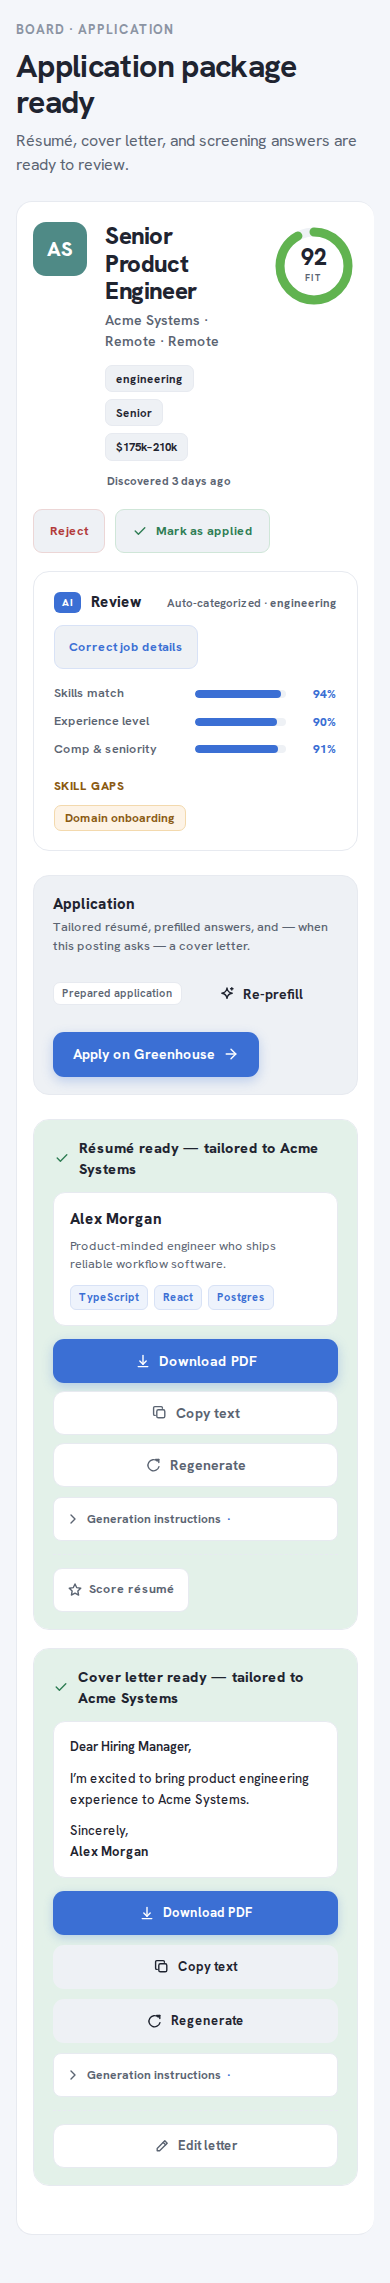 BOARD · APPLICATION
Application package
ready
Résumé, cover letter, and screening answers are
ready to review.
AS
Senior
Product
Engineer
92
FIT
Acme Systems ·
Remote · Remote
engineering
Senior
$175k–210k
Discovered 3 days ago
Reject
Mark as applied
AI
Review
Auto-categorized · engineering
Correct job details
Skills match 94%
Experience level 90%
Comp & seniority 91%
SKILL GAPS
Domain onboarding
Application
Tailored résumé, prefilled answers, and — when
this posting asks — a cover letter.
Prepared application
Re-prefill
Apply on Greenhouse
Résumé ready — tailored to Acme
Systems
Alex Morgan
Product-minded engineer who ships
reliable workflow software.
TypeScript React Postgres
Download PDF
Copy text
Regenerate
Generation instructions ·
Score résumé
Cover letter ready — tailored to
Acme Systems
Dear Hiring Manager,
I’m excited to bring product engineering
experience to Acme Systems.
Sincerely,
Alex Morgan
Download PDF
Copy text
Regenerate
Generation instructions ·
Edit letter